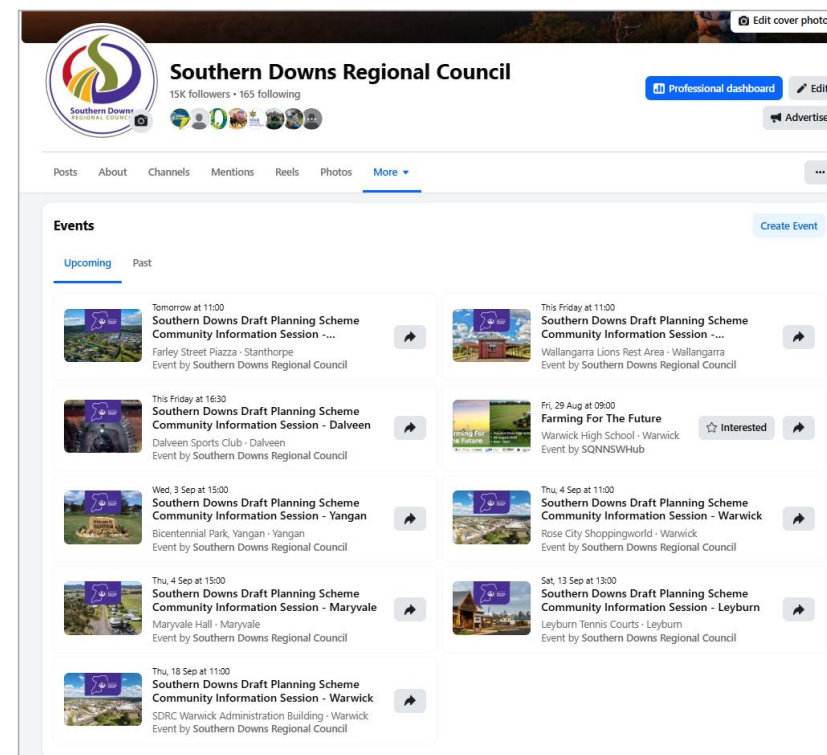 Edit cover photo
Southern Downs
REGIONAL COUNCIL
Southern Downs Regional Council
15K followers • 165 following
Professional dashboard
Edit
Advertise
Posts About Channels Mentions Reels Photos More
...
Events
Create Event
Upcoming Past
Tomorrow at 11:00
Southern Downs Draft Planning Scheme
Community Information Session -...
Farley Street Piazza · Stanthorpe
Event by Southern Downs Regional Council
This Friday at 11:00
Southern Downs Draft Planning Scheme
Community Information Session -...
Wallangarra Lions Rest Area · Wallangarra
Event by Southern Downs Regional Council
This Friday at 16:30
Southern Downs Draft Planning Scheme
Community Information Session - Dalveen
Dalveen Sports Club · Dalveen
Event by Southern Downs Regional Council
Farming For
the Future
Fri, 29 Aug at 09:00
Farming For The Future
Warwick High School · Warwick
Event by SQNNSWHub
Interested
Wed, 3 Sep at 15:00
Southern Downs Draft Planning Scheme
Community Information Session - Yangan
Bicentennial Park, Yangan · Yangan
Event by Southern Downs Regional Council
Thu, 4 Sep at 11:00
Southern Downs Draft Planning Scheme
Community Information Session - Warwick
Rose City Shoppingworld · Warwick
Event by Southern Downs Regional Council
Thu, 4 Sep at 15:00
Southern Downs Draft Planning Scheme
Community Information Session - Maryvale
Maryvale Hall · Maryvale
Event by Southern Downs Regional Council
Sat, 13 Sep at 13:00
Southern Downs Draft Planning Scheme
Community Information Session - Leyburn
Leyburn Tennis Courts · Leyburn
Event by Southern Downs Regional Council
Thu, 18 Sep at 11:00
Southern Downs Draft Planning Scheme
Community Information Session - Warwick
SDRC Warwick Administration Building · Warwick
Event by Southern Downs Regional Council